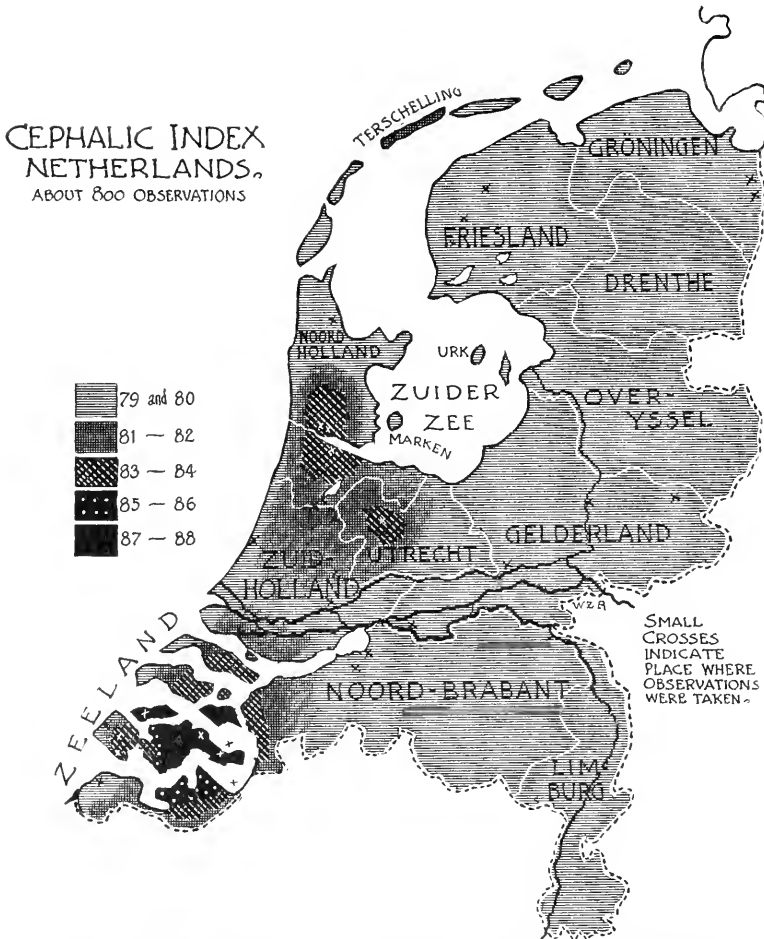 CEPHALIC INDEX
NETHERLANDS.
ABOUT 800 OBSERVATIONS
TERSCHELLING
GRÖNINGEN
FRIESLAND
DRENTHE
NOORD
HOLLAND
URK
ZUIDER
ZEE
MARKEN
OVER-
YSSEL
79 and 80
81 – 82
83 – 84
85 – 86
87 – 88
GELDERLAND
UTRECHT
ZUID-
HOLLAND
WZR
SMALL
CROSSES
INDICATE
PLACE WHERE
OBSERVATIONS
WERE TAKEN.
ZEELAND
NOORD-BRABANT
LIM-
BURG